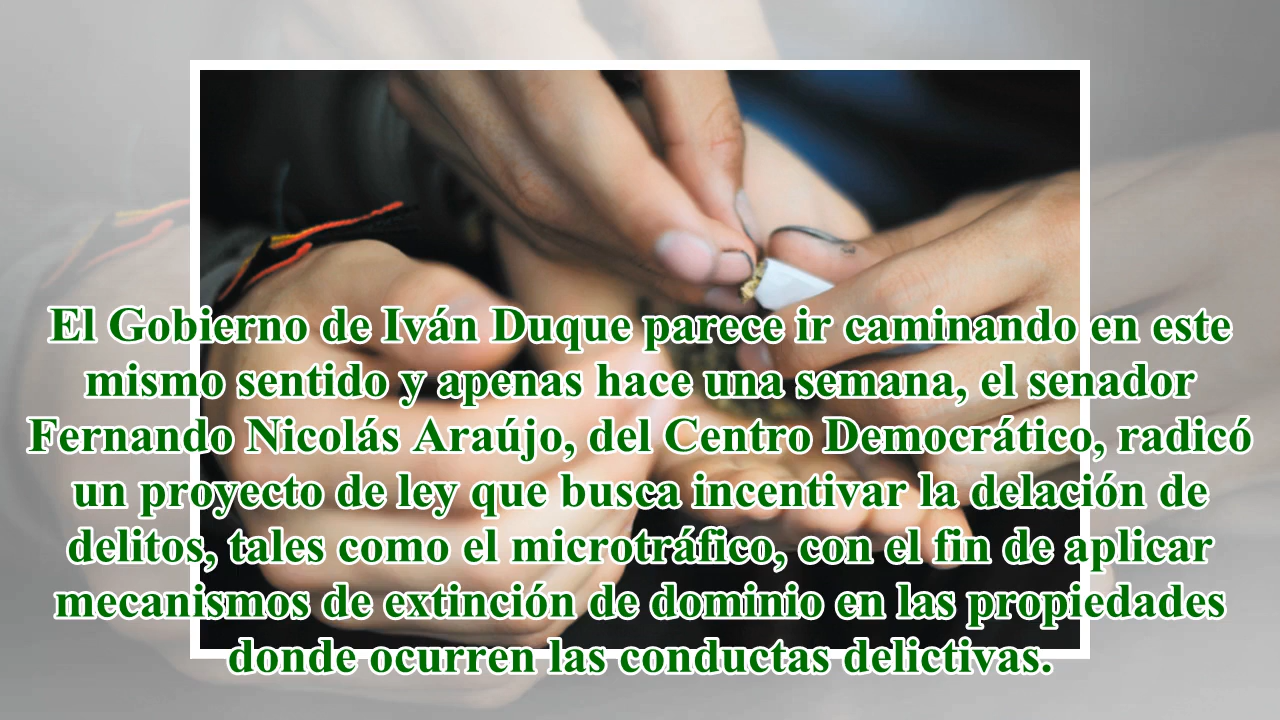 El Gobierno de Iván Duque parece ir caminando en este
mismo sentido y apenas hace una semana, el senador
Fernando Nicolás Araújo, del Centro Democrático, radicó
un proyecto de ley que busca incentivar la delación de
delitos, tales como el microtráfico, con el fin de aplicar
mecanismos de extinción de dominio en las propiedades
donde ocurren las conductas delictivas.